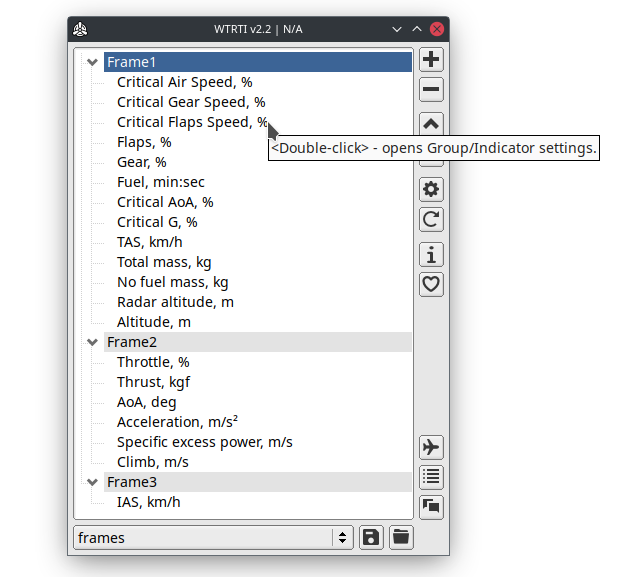 WTRTI v2.2 | N/A
Frame1
Critical Air Speed, %
Critical Gear Speed, %
Critical Flaps Speed, %
<Double-click> - opens Group/Indicator settings.
Flaps, %
Gear, %
Fuel, min:sec
Critical AoA, %
Critical G, %
TAS, km/h
Total mass, kg
No fuel mass, kg
Radar altitude, m
Altitude, m
Frame2
Throttle, %
Thrust, kgf
AoA, deg
Acceleration, m/s²
Specific excess power, m/s
Climb, m/s
Frame3
IAS, km/h
frames